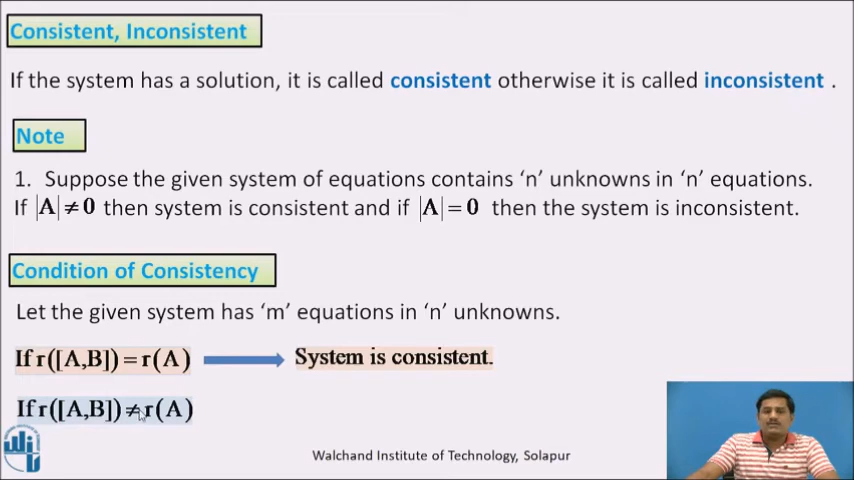 Consistent, Inconsistent
If the system has a solution, it is called consistent otherwise it is called inconsistent .
Note
1. Suppose the given system of equations contains ‘n’ unknowns in ‘n’ equations.
If |A| ≠ 0 then system is consistent and if |A| = 0 then the system is inconsistent.
Condition of Consistency
Let the given system has ‘m’ equations in ‘n’ unknowns.
If r([A,B]) = r(A) System is consistent.
If r([A,B]) ≠ r(A)
Walchand Institute of Technology, Solapur